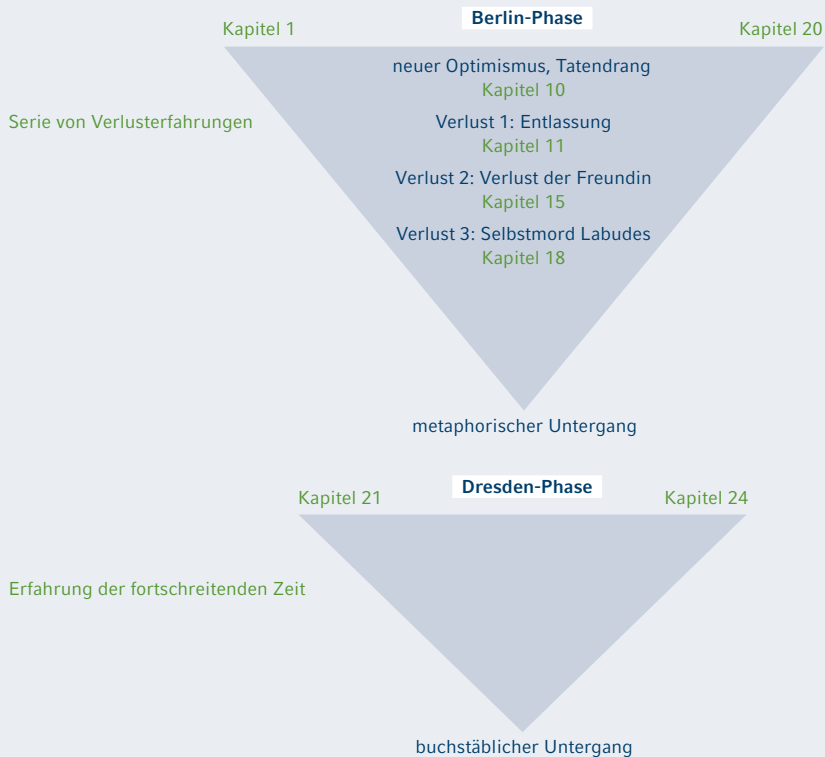 Berlin-Phase
Kapitel 1
Kapitel 20
neuer Optimismus, Tatendrang
Kapitel 10
Serie von Verlusterfahrungen
Verlust 1: Entlassung
Kapitel 11
Verlust 2: Verlust der Freundin
Kapitel 15
Verlust 3: Selbstmord Labudes
Kapitel 18
metaphorischer Untergang
Dresden-Phase
Kapitel 21
Kapitel 24
Erfahrung der fortschreitenden Zeit
buchstäblicher Untergang